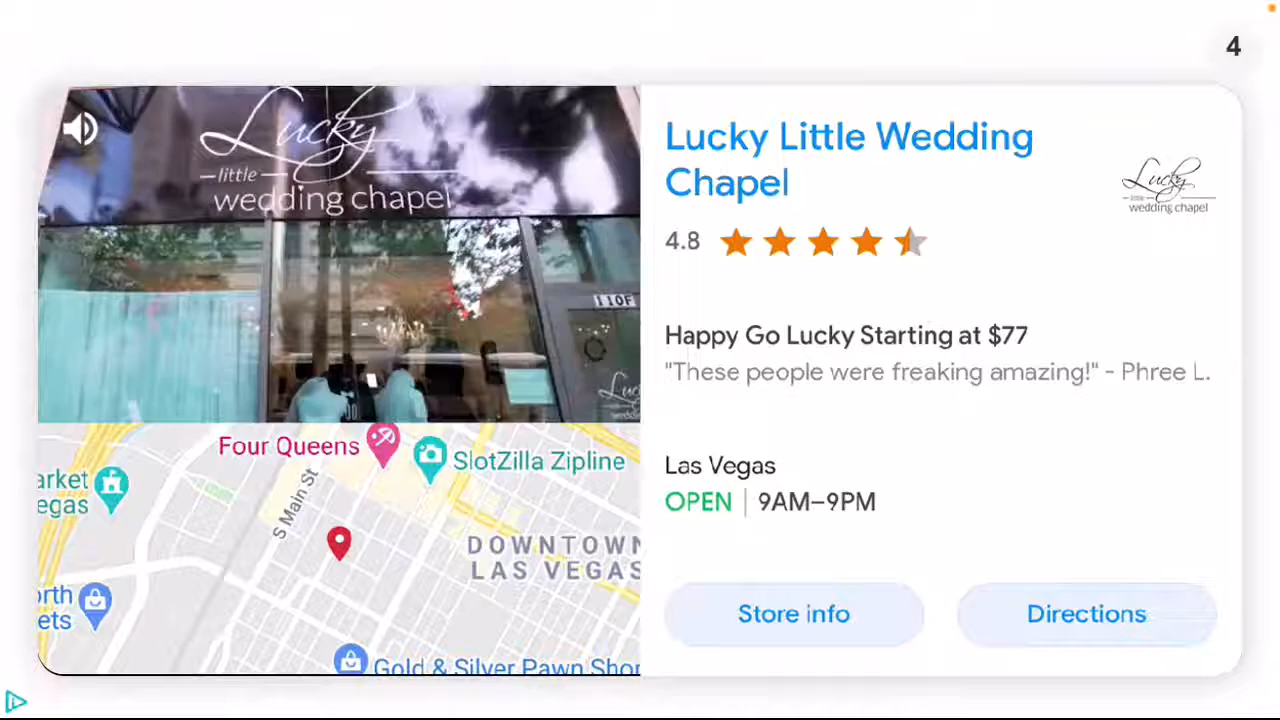 4
Lucky
little
wedding chapel
110F
Lucky Little Wedding
Chapel
Lucky
little
wedding chapel
4.8
Happy Go Lucky Starting at $77
"These people were freaking amazing!" - Phree L.
Las Vegas
OPEN | 9AM–9PM
Store info
Directions
Four Queens
SlotZilla Zipline
arket
egas
S Main St
DOWNTOWN
LAS VEGAS
orth
ets
Gold & Silver Pawn Shop